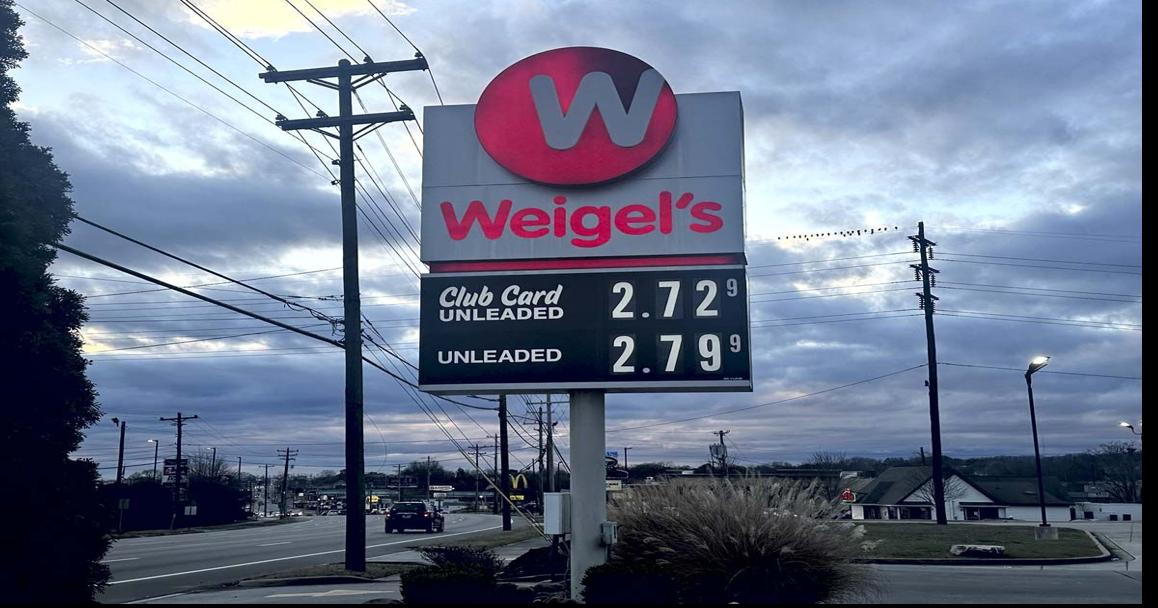 W
Weigel's
Club Card
UNLEADED 2.72 9
UNLEADED 2.79 9